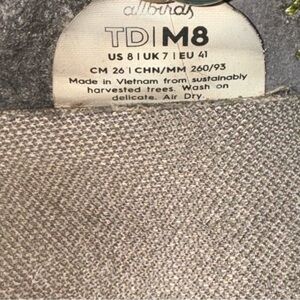 allbirds
TD|M8
US 8 | UK 7 | EU 41
CM 26 | CHN/MM 260/93
Made in Vietnam from sustainably
harvested trees. Wash on
delicate. Air Dry.